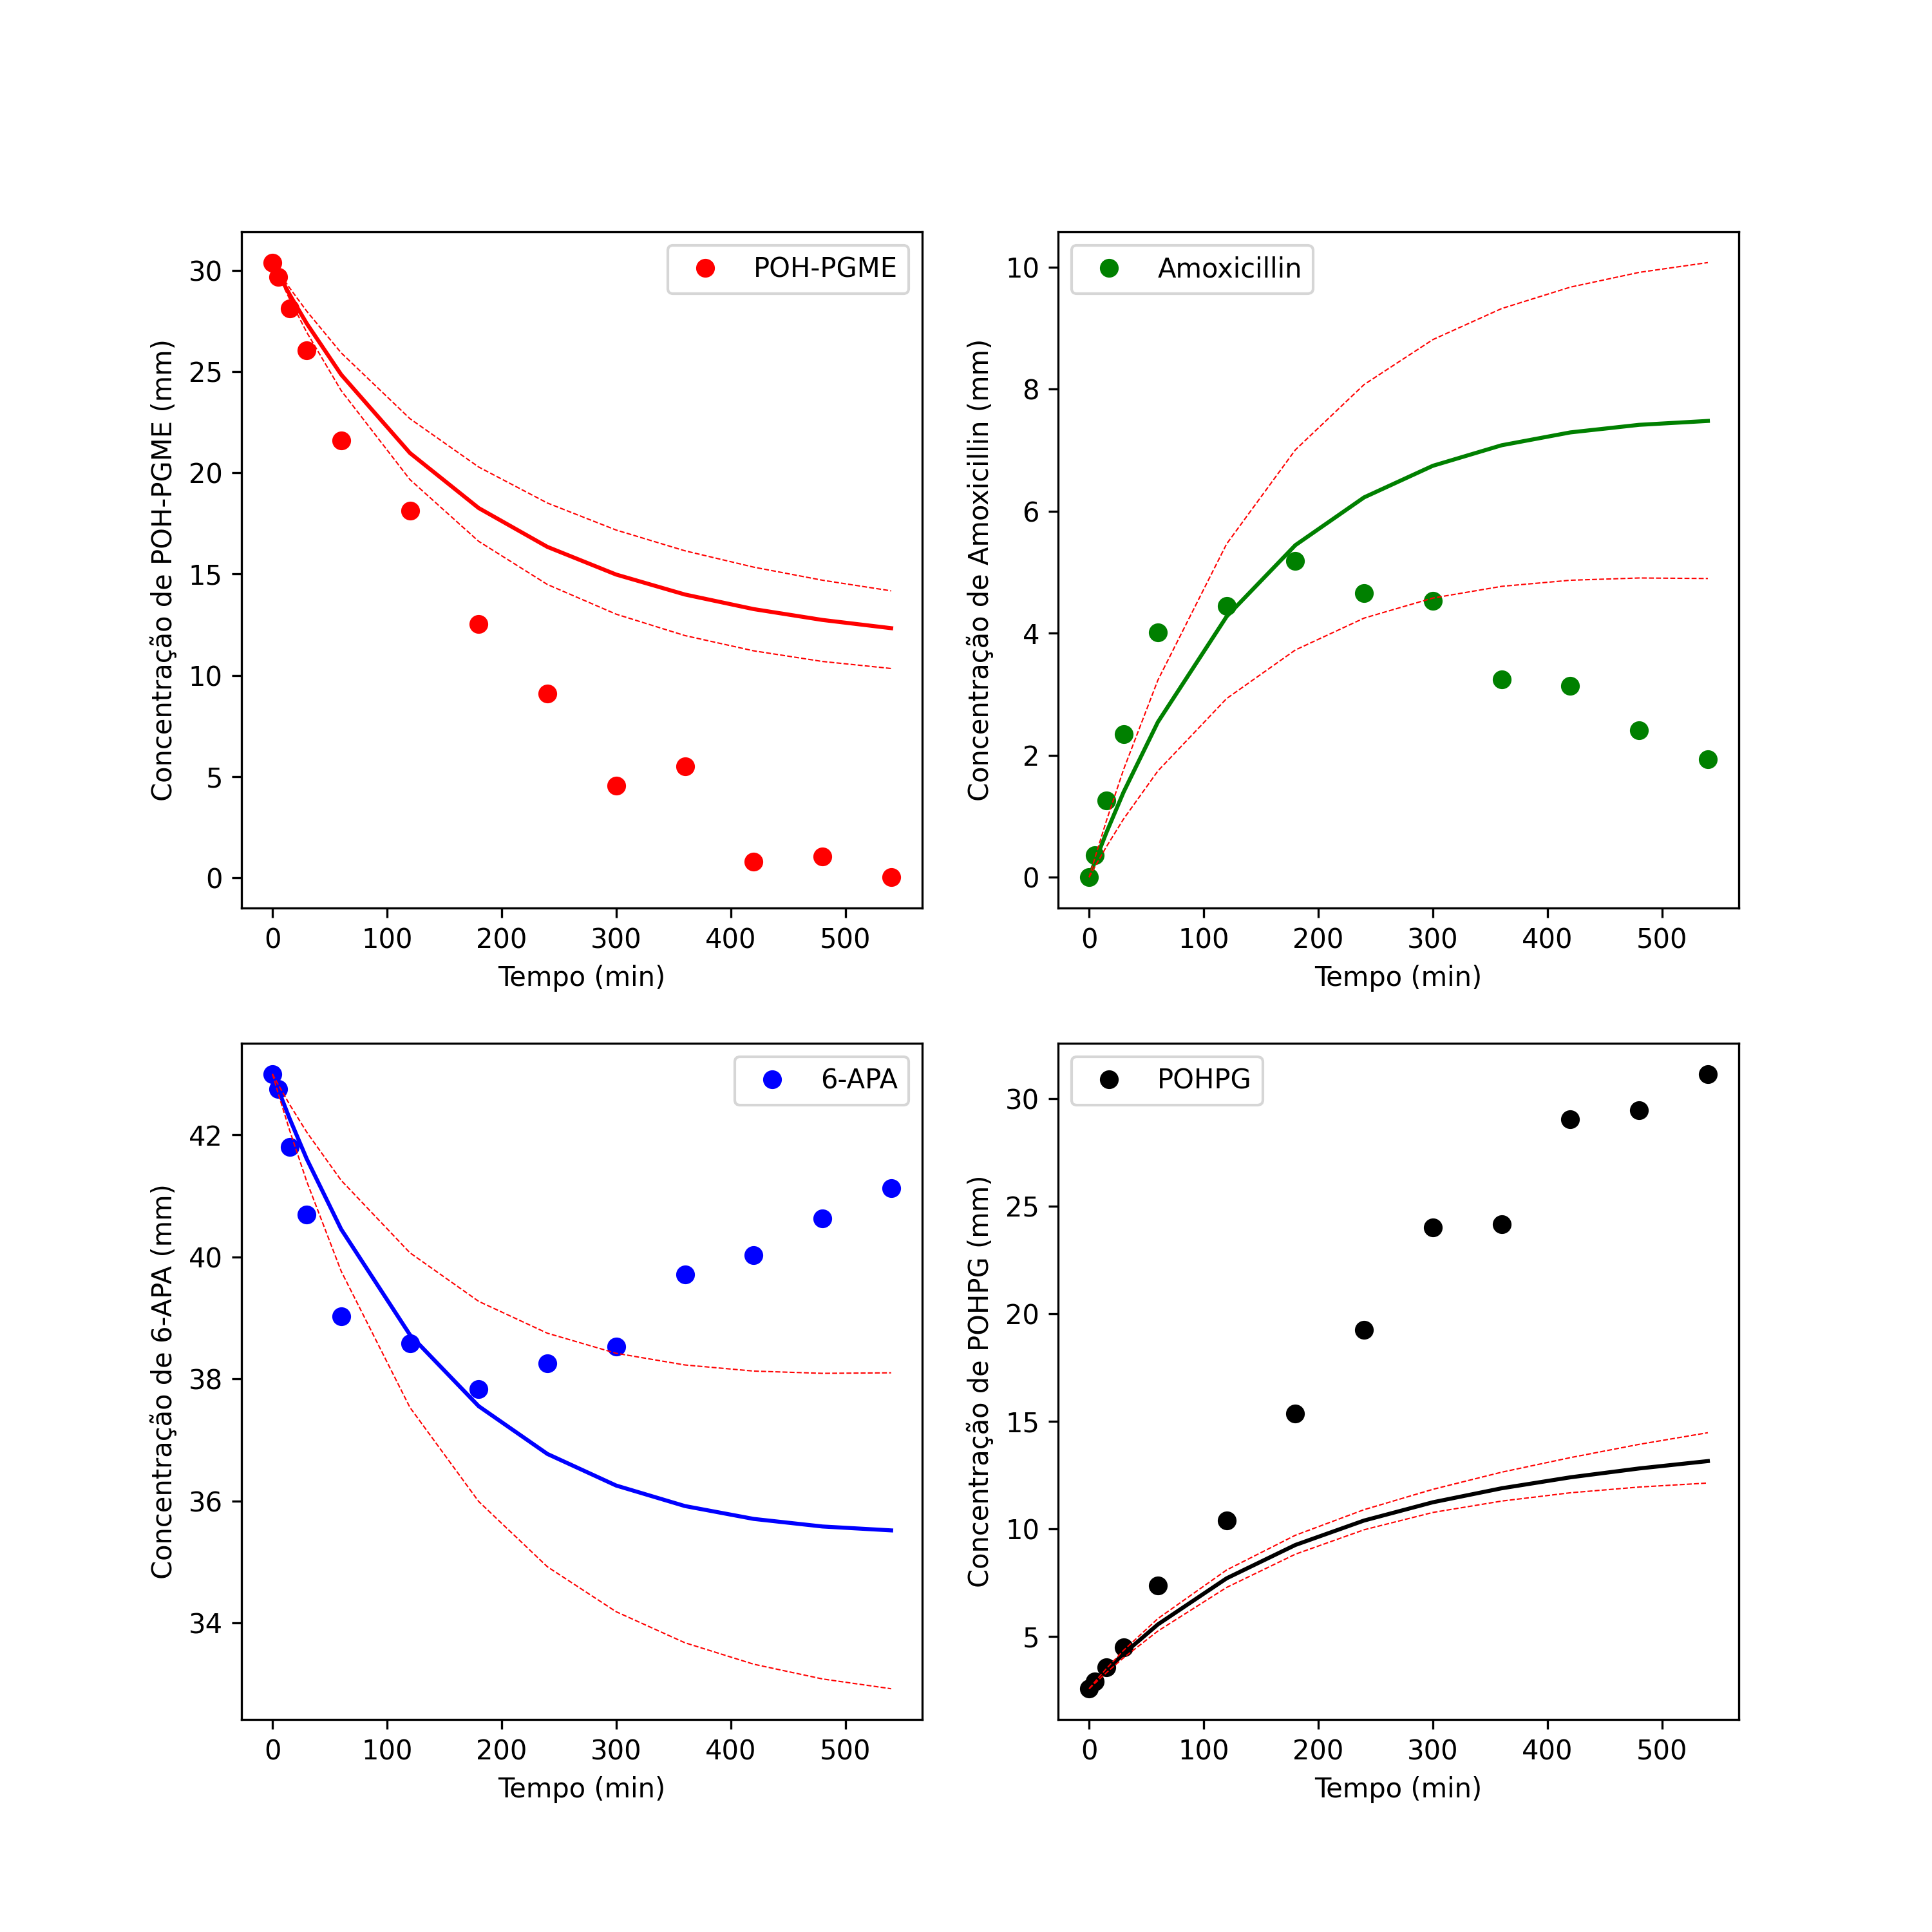 POH-PGME
Concentração de POH-PGME (mm)
30
25
20
15
10
5
0
0 100 200 300 400 500
Tempo (min)
Amoxicillin
Concentração de Amoxicillin (mm)
10
8
6
4
2
0
0 100 200 300 400 500
Tempo (min)
6-APA
Concentração de 6-APA (mm)
42
40
38
36
34
0 100 200 300 400 500
Tempo (min)
POHPG
Concentração de POHPG (mm)
30
25
20
15
10
5
0 100 200 300 400 500
Tempo (min)